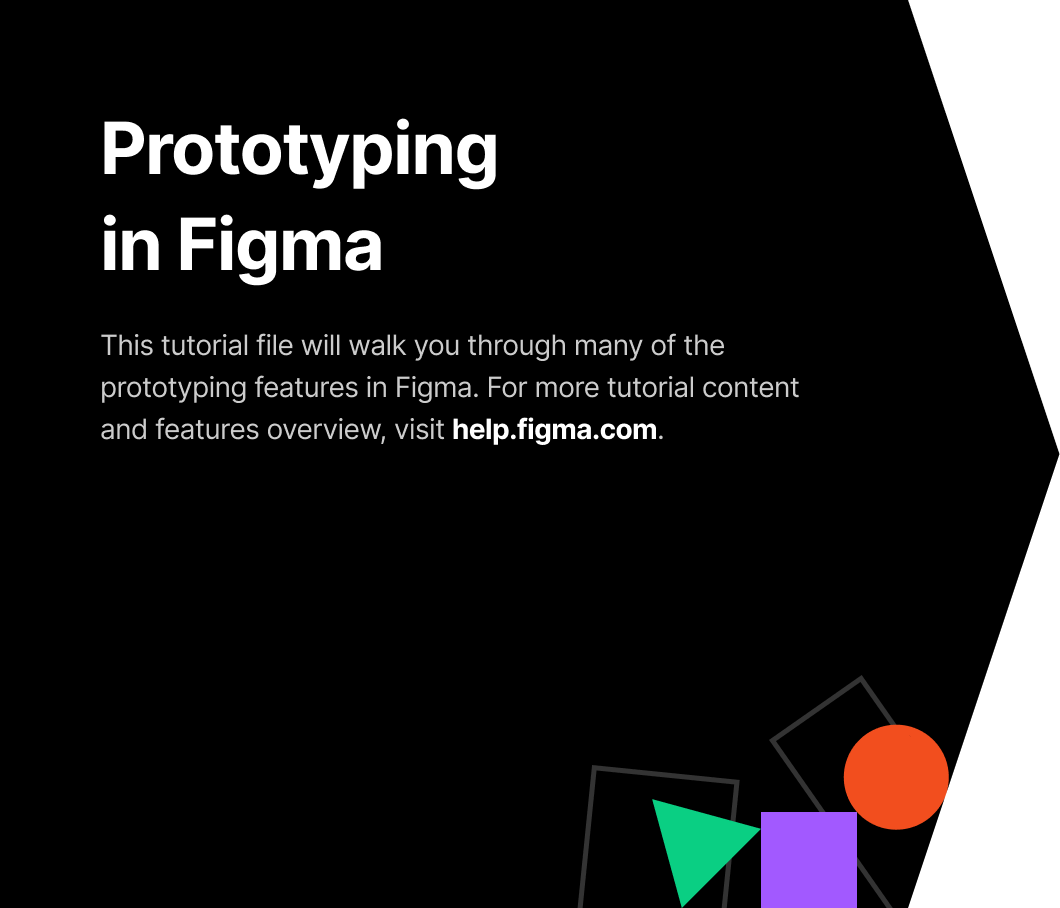 Prototyping
in Figma
This tutorial file will walk you through many of the
prototyping features in Figma. For more tutorial content
and features overview, visit help.figma.com.